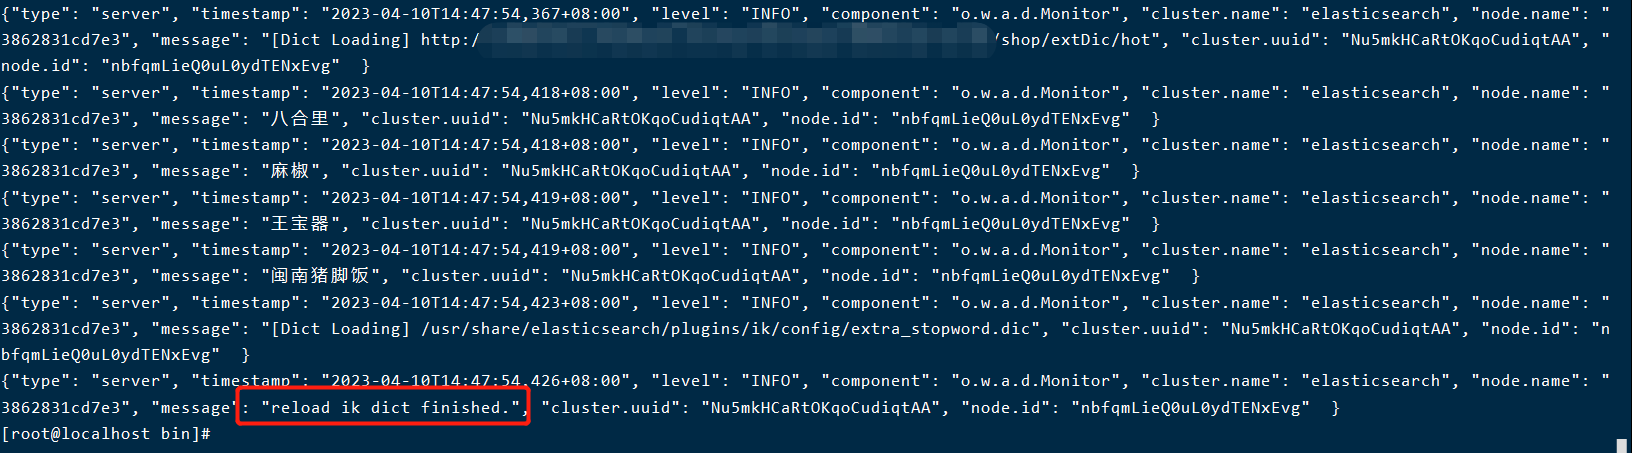 {"type": "server", "timestamp": "2023-04-10T14:47:54,367+08:00", "level": "INFO", "component": "o.w.a.d.Monitor", "cluster.name": "elasticsearch", "node.name": "
3862831cd7e3", "message": "[Dict Loading] http:/ /shop/extDic/hot", "cluster.uuid": "Nu5mkHCaRtOKqoCudiqtAA", "
node.id": "nbfqmLieQ0uL0ydTENxEvg"  }
{"type": "server", "timestamp": "2023-04-10T14:47:54,418+08:00", "level": "INFO", "component": "o.w.a.d.Monitor", "cluster.name": "elasticsearch", "node.name": "
3862831cd7e3", "message": "八合里", "cluster.uuid": "Nu5mkHCaRtOKqoCudiqtAA", "node.id": "nbfqmLieQ0uL0ydTENxEvg"  }
{"type": "server", "timestamp": "2023-04-10T14:47:54,418+08:00", "level": "INFO", "component": "o.w.a.d.Monitor", "cluster.name": "elasticsearch", "node.name": "
3862831cd7e3", "message": "麻椒", "cluster.uuid": "Nu5mkHCaRtOKqoCudiqtAA", "node.id": "nbfqmLieQ0uL0ydTENxEvg"  }
{"type": "server", "timestamp": "2023-04-10T14:47:54,419+08:00", "level": "INFO", "component": "o.w.a.d.Monitor", "cluster.name": "elasticsearch", "node.name": "
3862831cd7e3", "message": "王宝器", "cluster.uuid": "Nu5mkHCaRtOKqoCudiqtAA", "node.id": "nbfqmLieQ0uL0ydTENxEvg"  }
{"type": "server", "timestamp": "2023-04-10T14:47:54,419+08:00", "level": "INFO", "component": "o.w.a.d.Monitor", "cluster.name": "elasticsearch", "node.name": "
3862831cd7e3", "message": "闽南猪脚饭", "cluster.uuid": "Nu5mkHCaRtOKqoCudiqtAA", "node.id": "nbfqmLieQ0uL0ydTENxEvg"  }
{"type": "server", "timestamp": "2023-04-10T14:47:54,423+08:00", "level": "INFO", "component": "o.w.a.d.Monitor", "cluster.name": "elasticsearch", "node.name": "
3862831cd7e3", "message": "[Dict Loading] /usr/share/elasticsearch/plugins/ik/config/extra_stopword.dic", "cluster.uuid": "Nu5mkHCaRtOKqoCudiqtAA", "node.id": "n
bfqmLieQ0uL0ydTENxEvg"  }
{"type": "server", "timestamp": "2023-04-10T14:47:54,426+08:00", "level": "INFO", "component": "o.w.a.d.Monitor", "cluster.name": "elasticsearch", "node.name": "
3862831cd7e3", "message": "reload ik dict finished.", "cluster.uuid": "Nu5mkHCaRtOKqoCudiqtAA", "node.id": "nbfqmLieQ0uL0ydTENxEvg"  }
[root@localhost bin]#